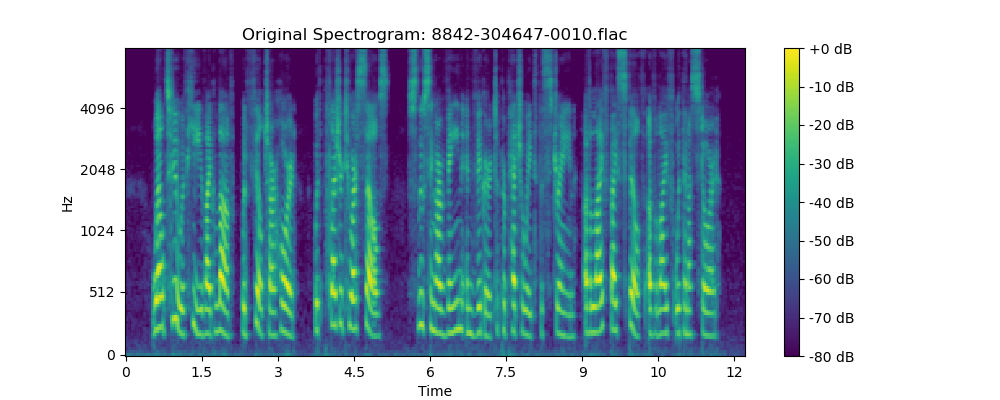 Original Spectrogram: 8842-304647-0010.flac
+0 dB
4096
-10 dB
-20 dB
2048
-30 dB
Hz
1024
-40 dB
-50 dB
512
-60 dB
-70 dB
0
-80 dB
0 1.5 3 4.5 6 7.5 9 10 12
Time